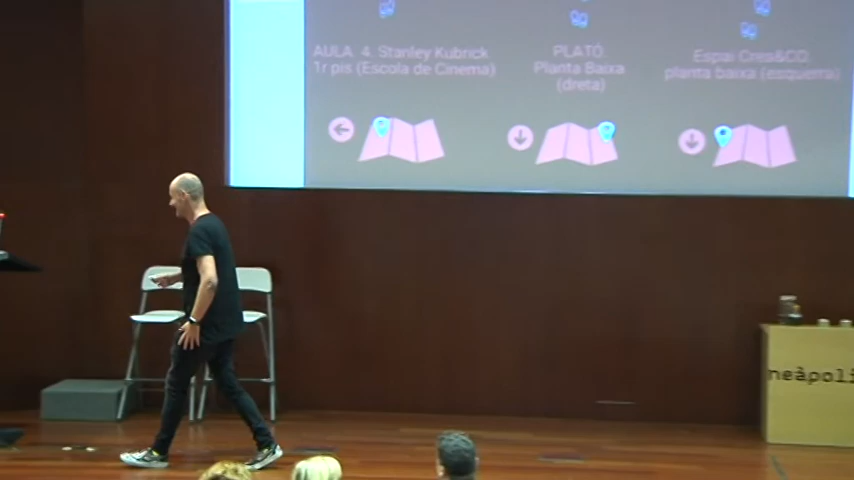 AULA 4. Stanley Kubrick
1r pis (Escola de Cinema)
PLATÓ
Planta Baixa
(dreta)
Espai Cres&CO
planta baixa (esquerra)
neàpoli